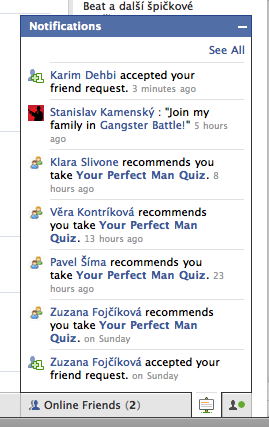 Beat a další špičkové
Notifications
See All
Karim Dehbi accepted your
friend request. 3 minutes ago
Stanislav Kamenský : "Join my
family in Gangster Battle!" 5 hours
ago
Klara Slivone recommends you
take Your Perfect Man Quiz. 8
hours ago
Věra Kontríková recommends
you take Your Perfect Man
Quiz. 13 hours ago
Pavel Šíma recommends you
take Your Perfect Man Quiz. 23
hours ago
Zuzana Fojčíková recommends
you take Your Perfect Man
Quiz. on Sunday
Zuzana Fojčíková accepted your
friend request. on Sunday
Online Friends (2)